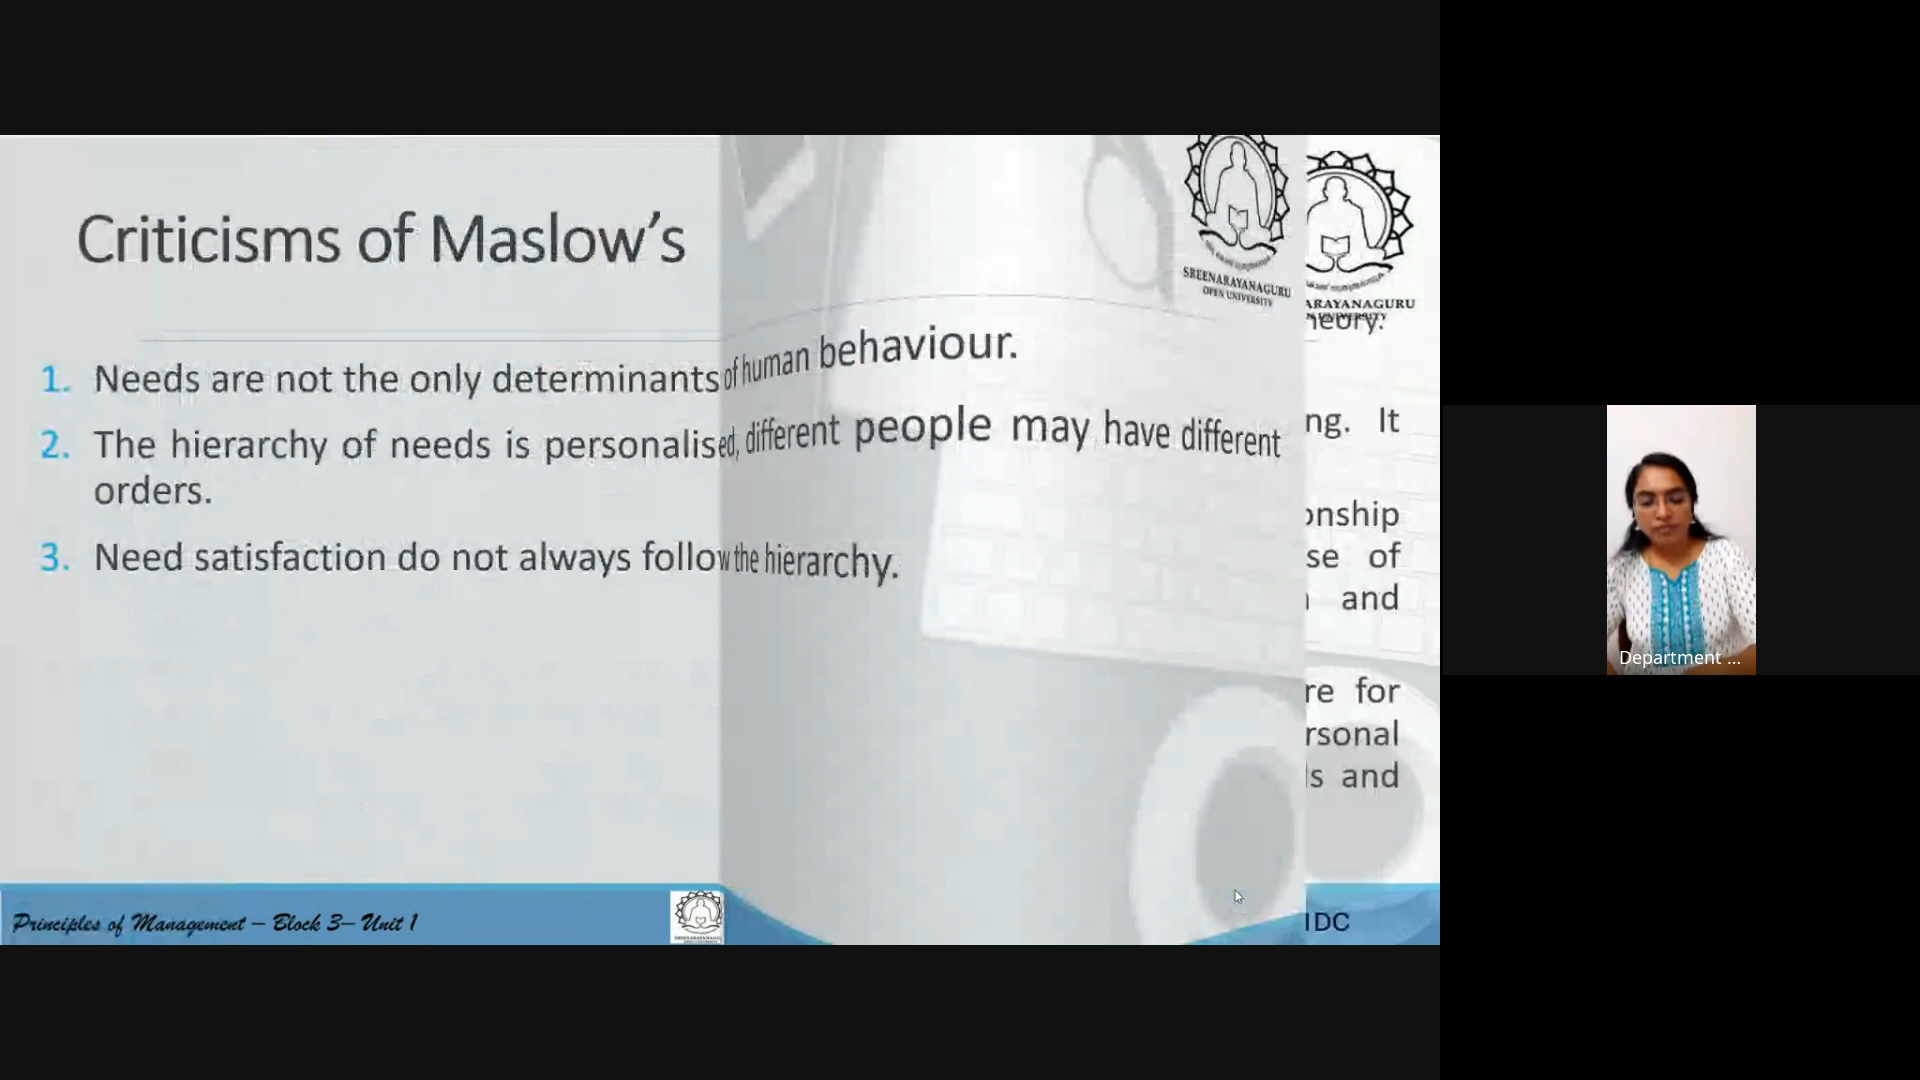 Criticisms of Maslow’s
1. Needs are not the only determinants of human behaviour.
2. The hierarchy of needs is personalised, different people may have different
orders.
3. Need satisfaction do not always follow the hierarchy.
SREENARAYANAGURU
OPEN UNIVERSITY
ARAYANAGURU
UNIVERSITY
heory.
ng. It
onship
se of
and
re for
rsonal
ls and
Principles of Management – Block 3– Unit 1
IDC
Department ...